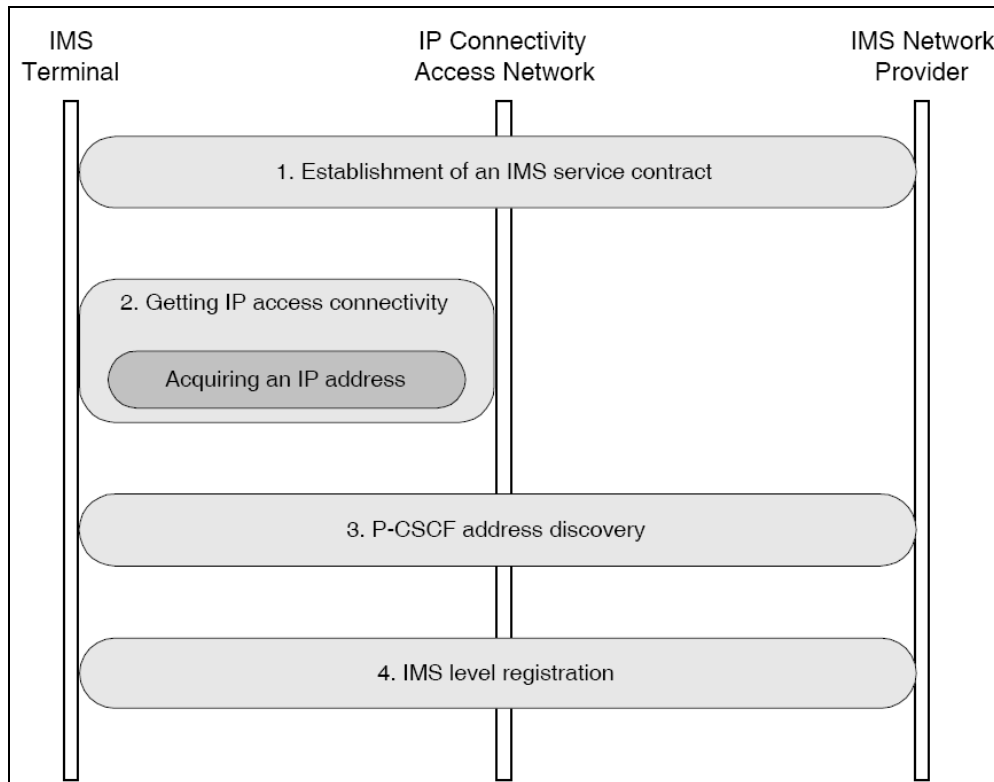 IMS
Terminal
IP Connectivity
Access Network
IMS Network
Provider
1. Establishment of an IMS service contract
2. Getting IP access connectivity
Acquiring an IP address
3. P-CSCF address discovery
4. IMS level registration